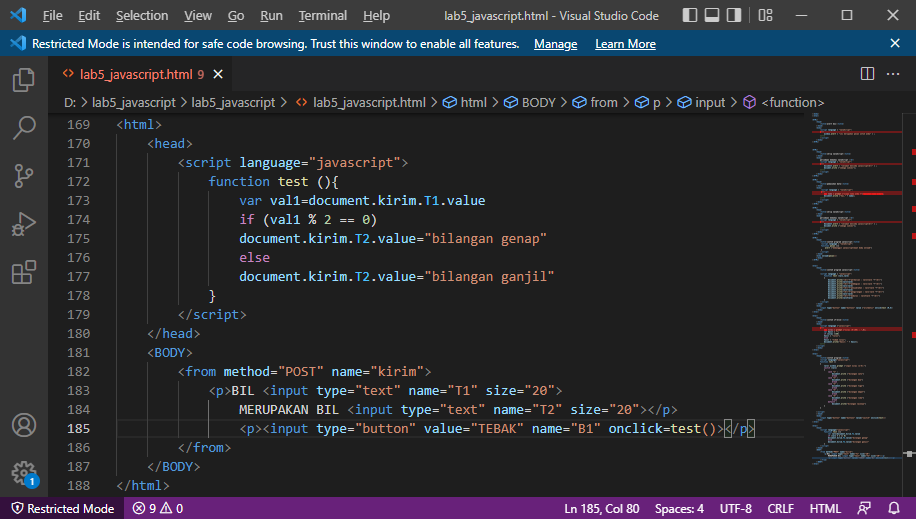 File Edit Selection View Go Run Terminal Help lab5_javascript.html - Visual Studio Code
Restricted Mode is intended for safe code browsing. Trust this window to enable all features. Manage Learn More
lab5_javascript.html 9
D: > lab5_javascript > lab5_javascript > lab5_javascript.html > html > BODY > from > p > input > <function>
169 <html>
170 <head>
171 <script language="javascript">
172 function test (){
173 var val1=document.kirim.T1.value
174 if (val1 % 2 == 0)
175 document.kirim.T2.value="bilangan genap"
176 else
177 document.kirim.T2.value="bilangan ganjil"
178 }
179 </script>
180 </head>
181 <BODY>
182 <from method="POST" name="kirim">
183 <p>BIL <input type="text" name="T1" size="20">
184 MERUPAKAN BIL <input type="text" name="T2" size="20"></p>
185 <p><input type="button" value="TEBAK" name="B1" onclick=test()></p>
186 </from>
187 </BODY>
188 </html>
1
Restricted Mode 9 0 Ln 185, Col 80 Spaces: 4 UTF-8 CRLF HTML